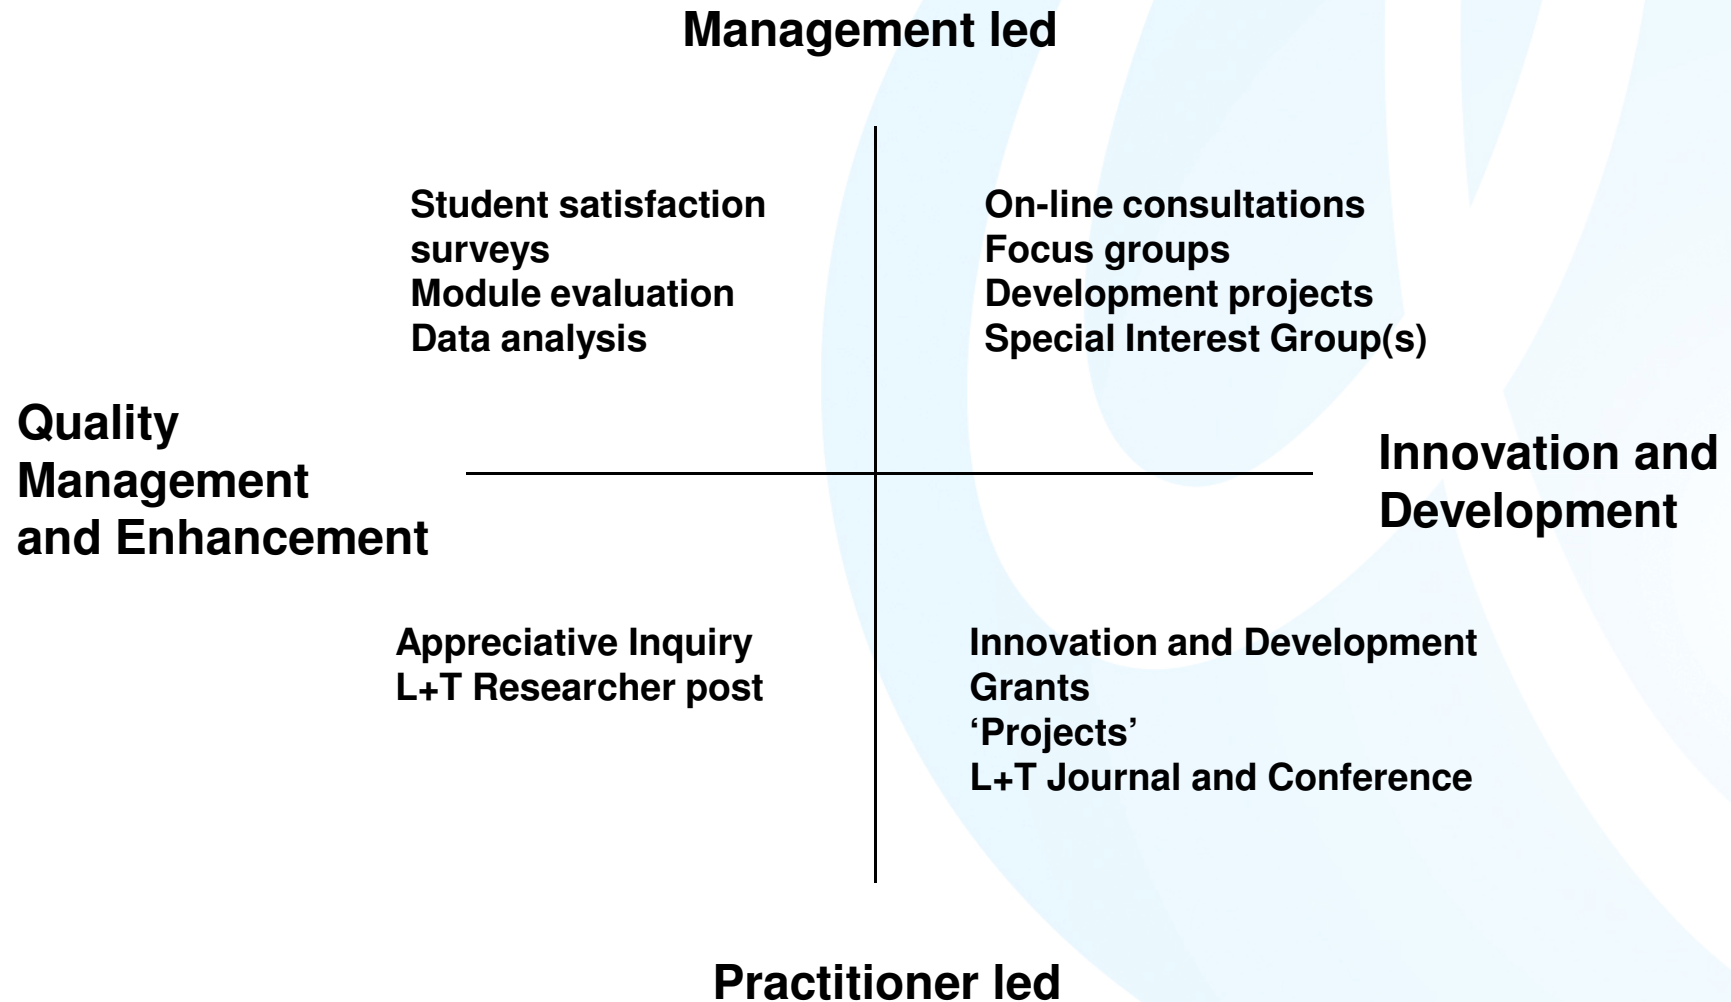 Management led
Student satisfaction
surveys
Module evaluation
Data analysis
On-line consultations
Focus groups
Development projects
Special Interest Group(s)
Quality
Management
and Enhancement
Innovation and
Development
Appreciative Inquiry
L+T Researcher post
Innovation and Development
Grants
‘Projects’
L+T Journal and Conference
Practitioner led